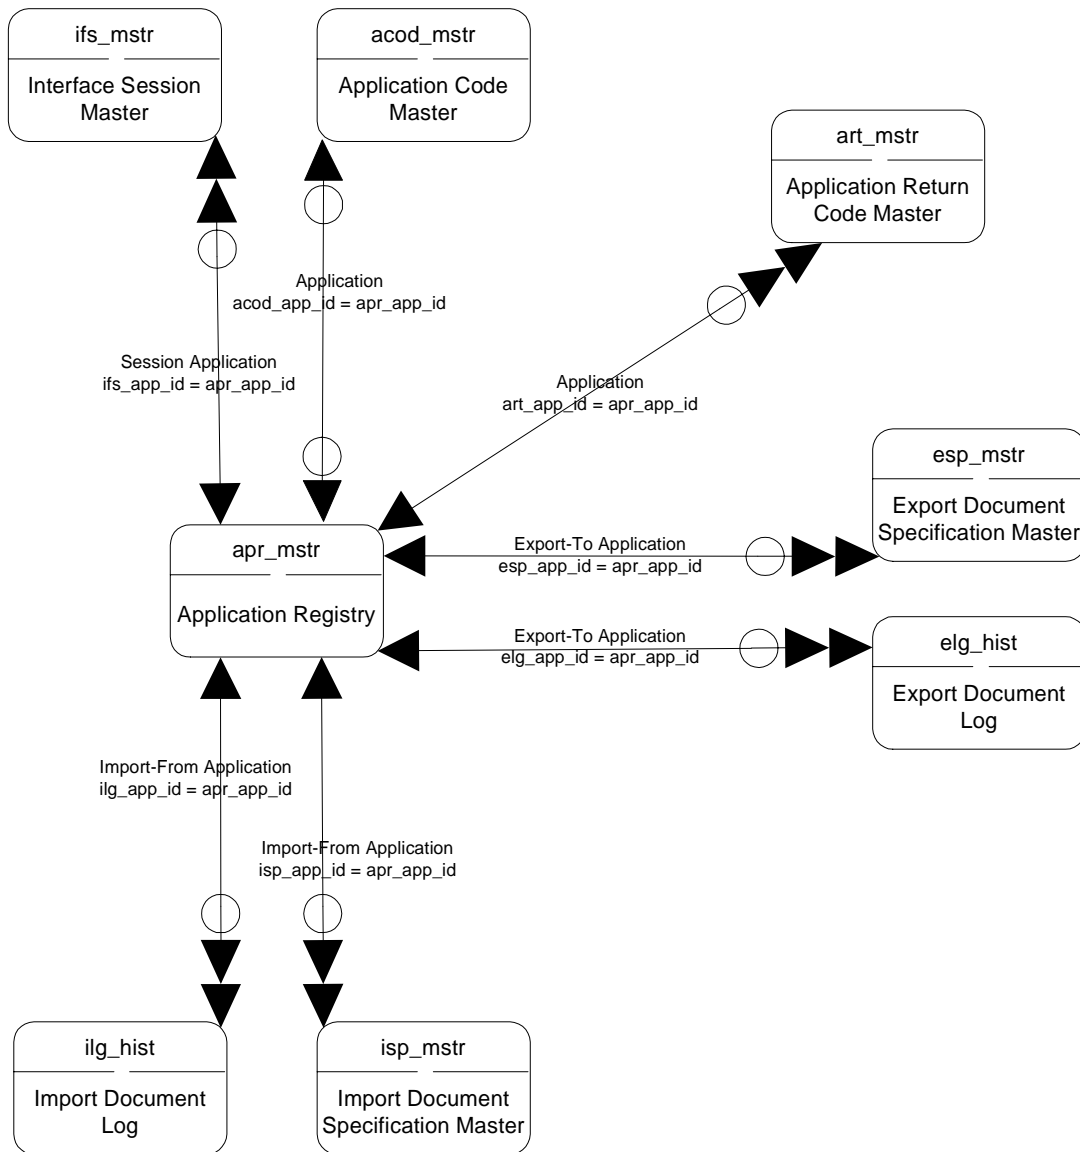 ifs_mstr
Interface Session
Master
acod_mstr
Application Code
Master
art_mstr
Application Return
Code Master
Application
acod_app_id = apr_app_id
Session Application
ifs_app_id = apr_app_id
Application
art_app_id = apr_app_id
esp_mstr
Export Document
Specification Master
apr_mstr
Application Registry
Export-To Application
esp_app_id = apr_app_id
Export-To Application
elg_app_id = apr_app_id
elg_hist
Export Document
Log
Import-From Application
ilg_app_id = apr_app_id
Import-From Application
isp_app_id = apr_app_id
ilg_hist
Import Document
Log
isp_mstr
Import Document
Specification Master